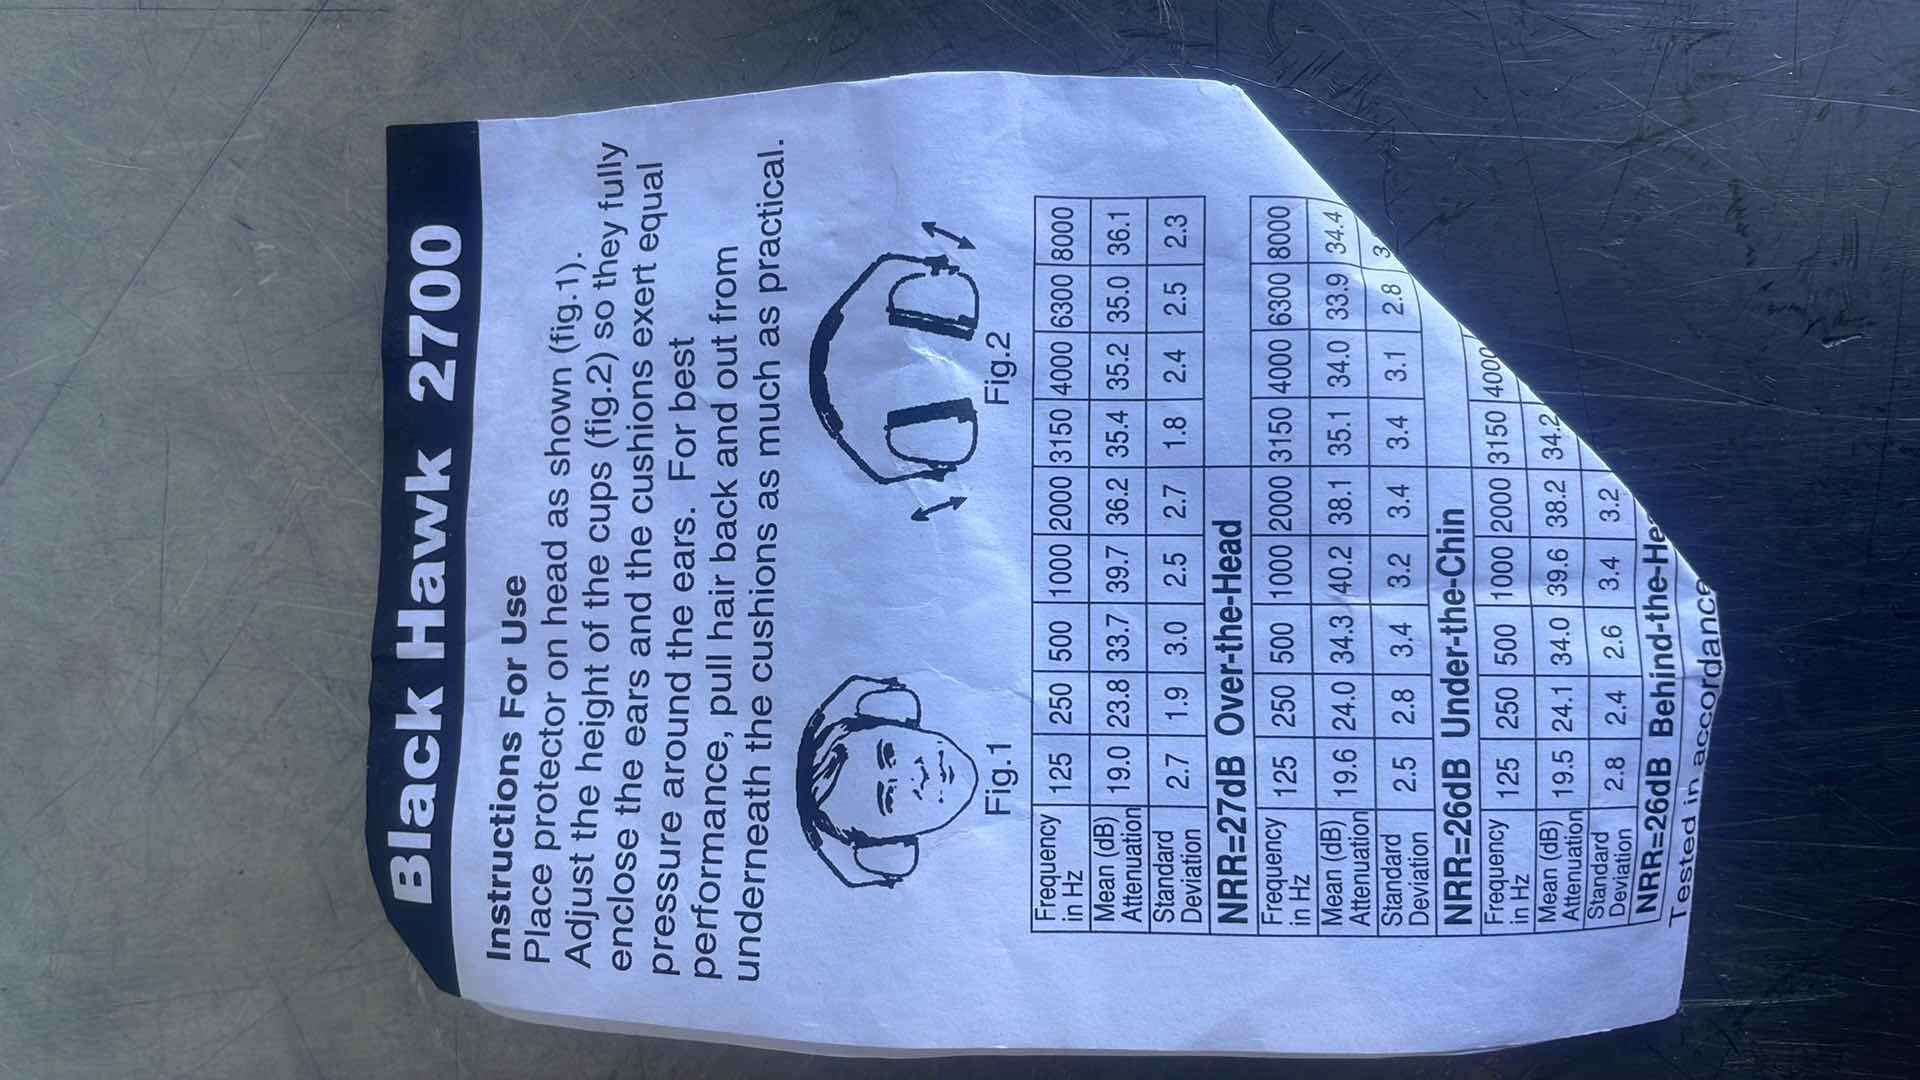 Black Hawk 2700
Instructions For Use
Place protector on head as shown (fig.1).
Adjust the height of the cups (fig.2) so they fully
enclose the ears and the cushions exert equal
pressure around the ears. For best
performance, pull hair back and out from
underneath the cushions as much as practical.
Fig.1 Fig.2
Frequency in Hz 125 250 500 1000 2000 3150 4000 6300 8000
Mean (dB) Attenuation 19.0 23.8 33.7 39.7 36.2 35.4 35.2 35.0 36.1
Standard Deviation 2.7 1.9 3.0 2.5 2.7 1.8 2.4 2.5 2.3
NRR=27dB Over-the-Head
Frequency in Hz 125 250 500 1000 2000 3150 4000 6300 8000
Mean (dB) Attenuation 19.6 24.0 34.3 40.2 38.1 35.1 34.0 33.9 34.4
Standard Deviation 2.5 2.8 3.4 3.2 3.4 3.4 3.1 2.8
NRR=26dB Under-the-Chin
Frequency in Hz 125 250 500 1000 2000 3150 4000
Mean (dB) Attenuation 19.5 24.1 34.0 39.6 38.2 34.2
Standard Deviation 2.8 2.4 2.6 3.4 3.2
NRR=26dB Behind-the-He
Tested in accordance